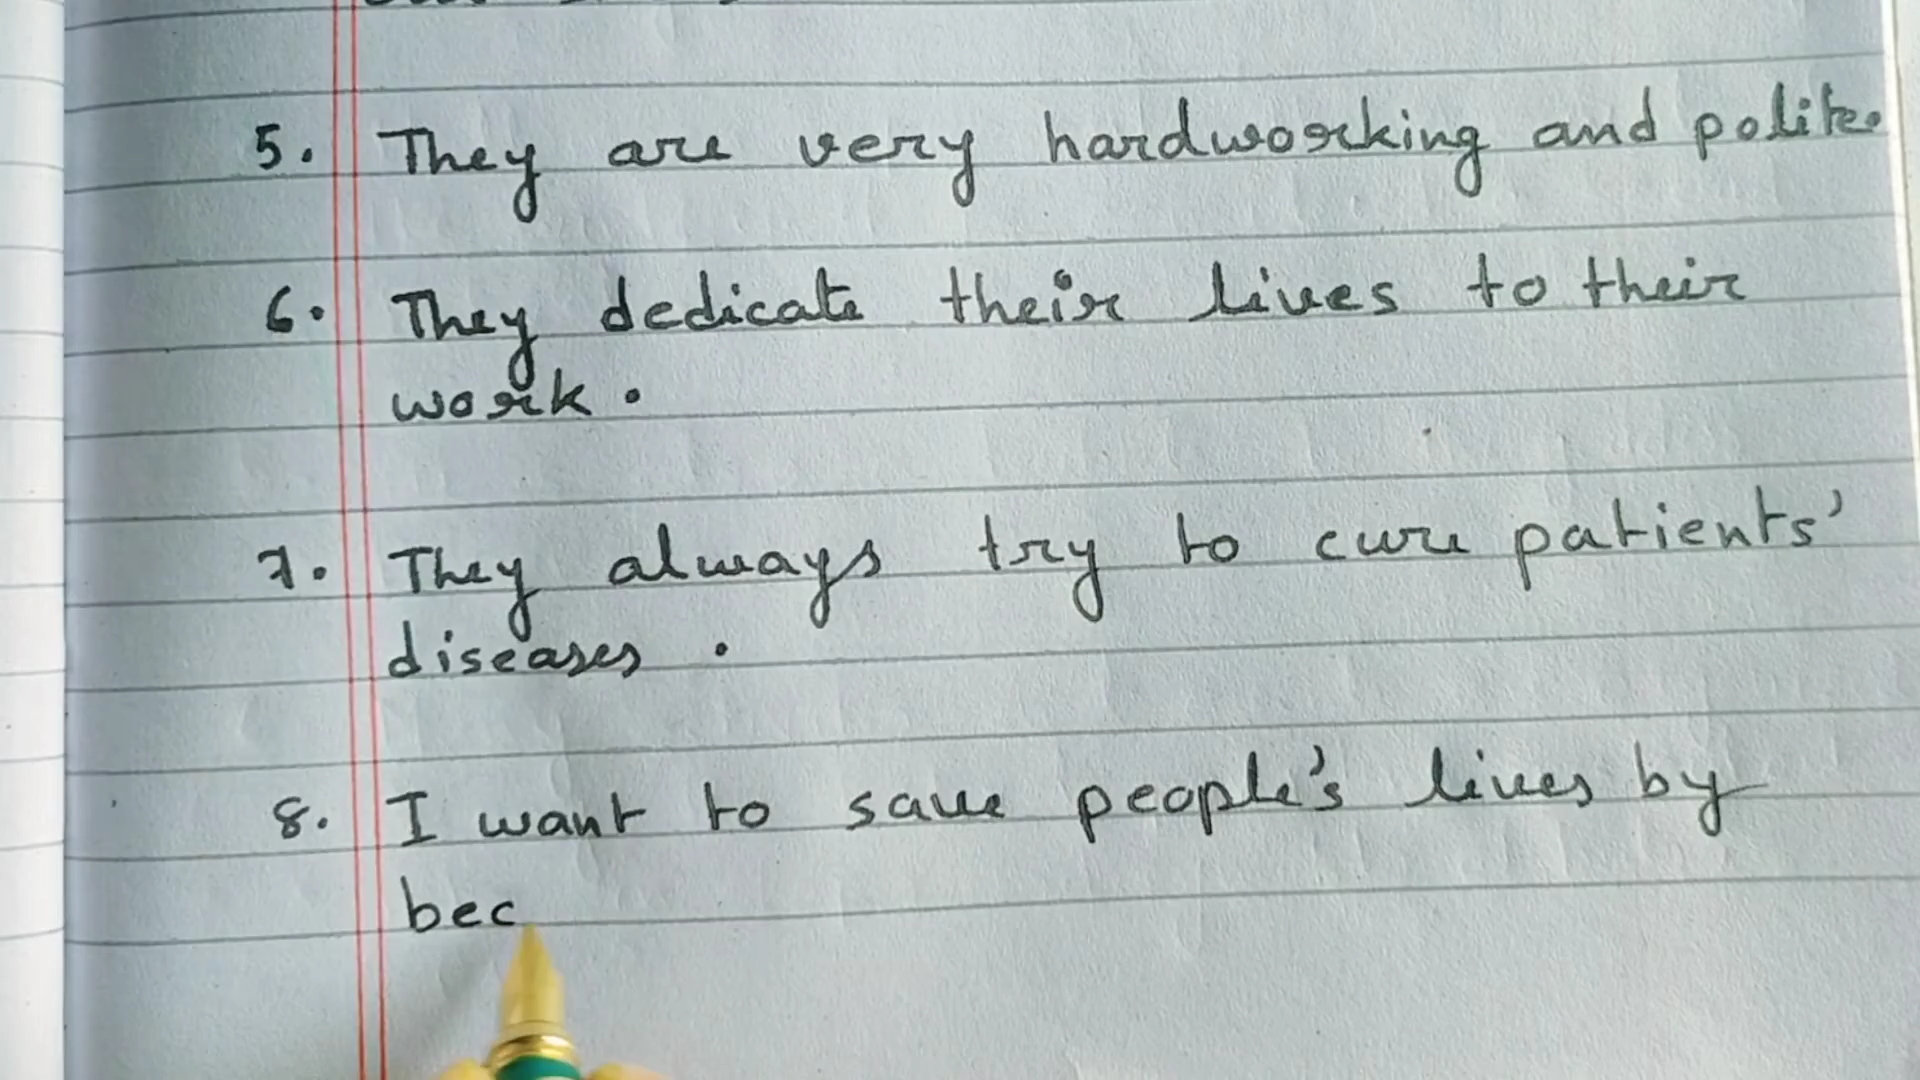 5. They are very hardworking and polite.
6. They dedicate their lives to their
work.
7. They always try to cure patients'
diseases.
8. I want to save people's lives by
bec